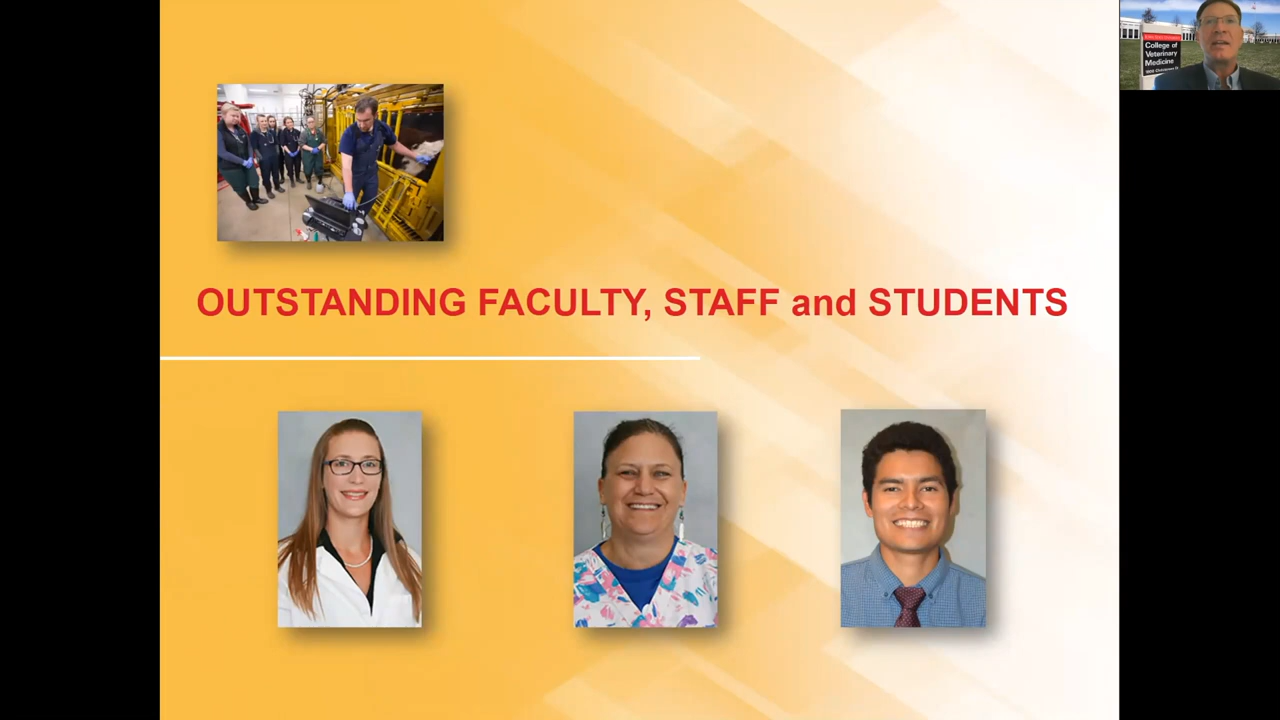 OUTSTANDING FACULTY, STAFF and STUDENTS
College of
Veterinary
Medicine